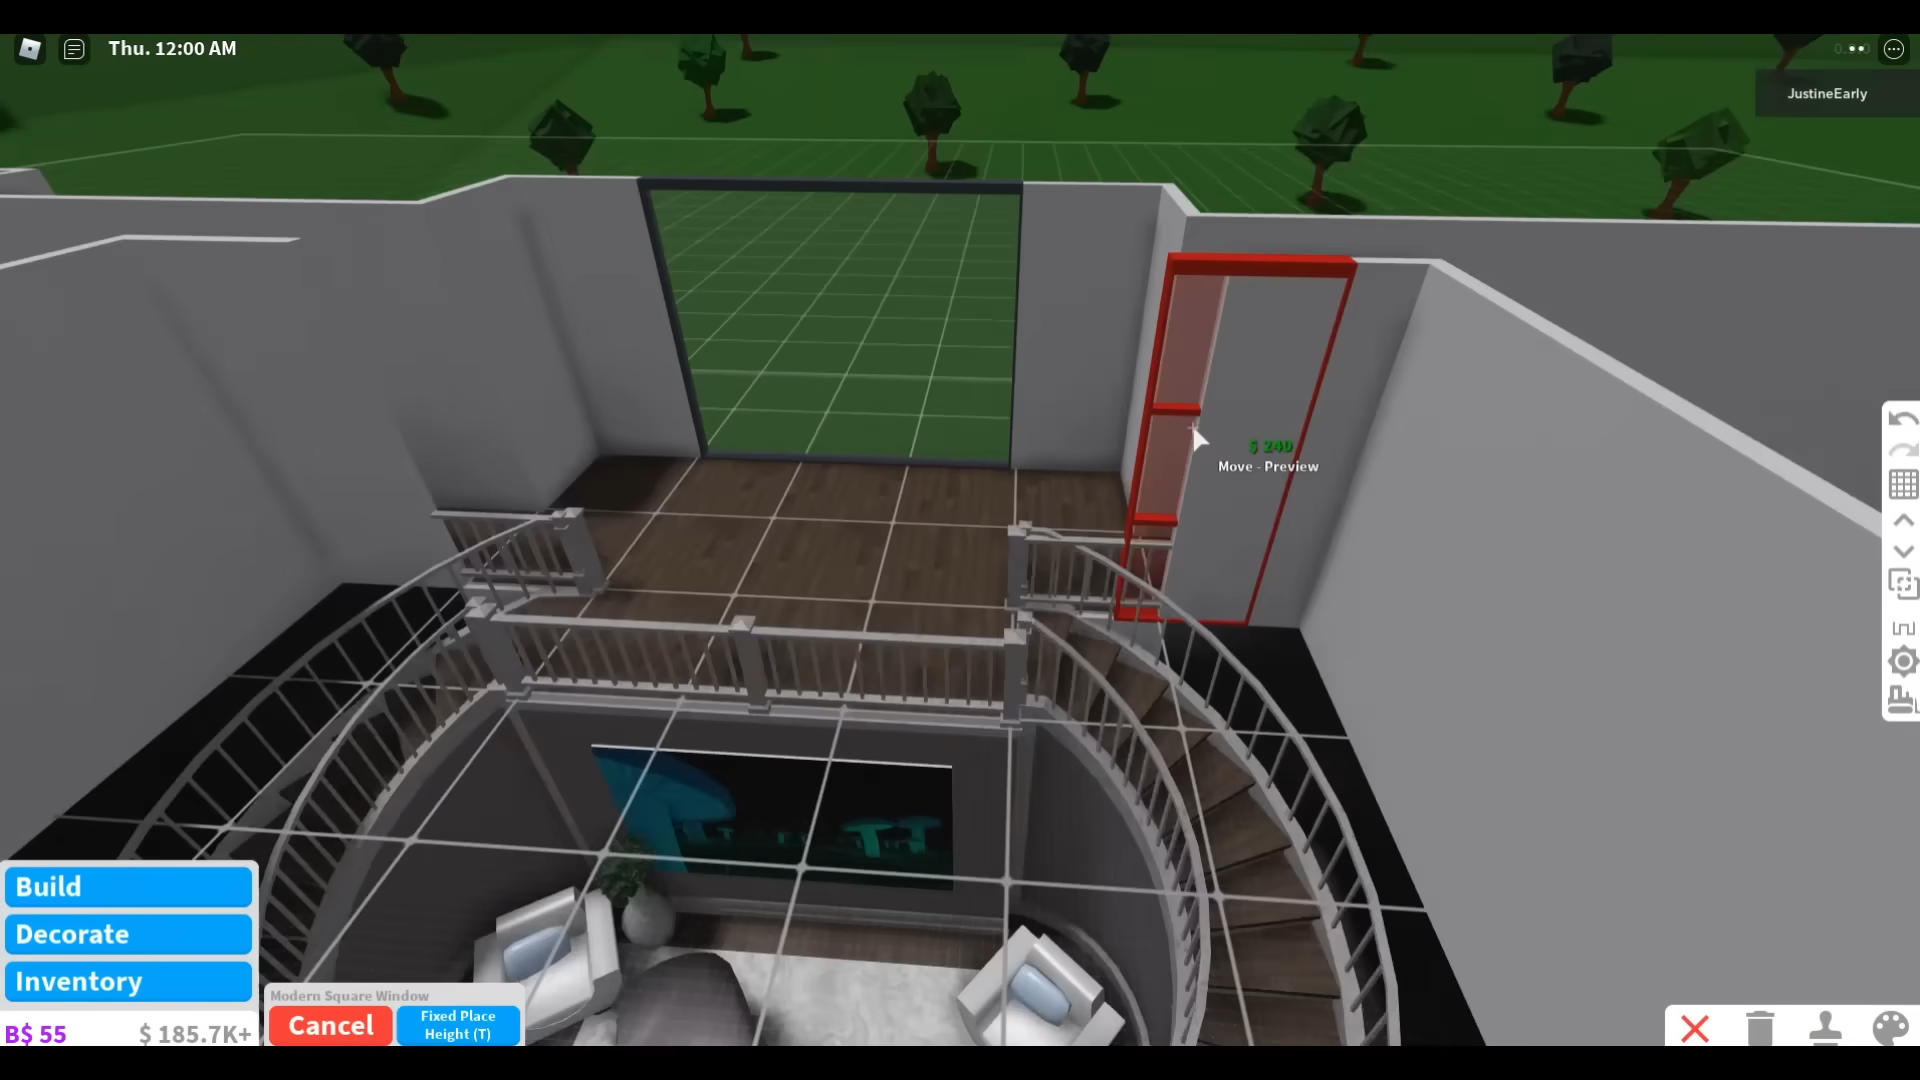 Thu. 12:00 AM
JustineEarly
$ 240
Move - Preview
Build
Decorate
Inventory
Modern Square Window
Cancel
Fixed Place
Height (T)
B$ 55
$ 185.7K+